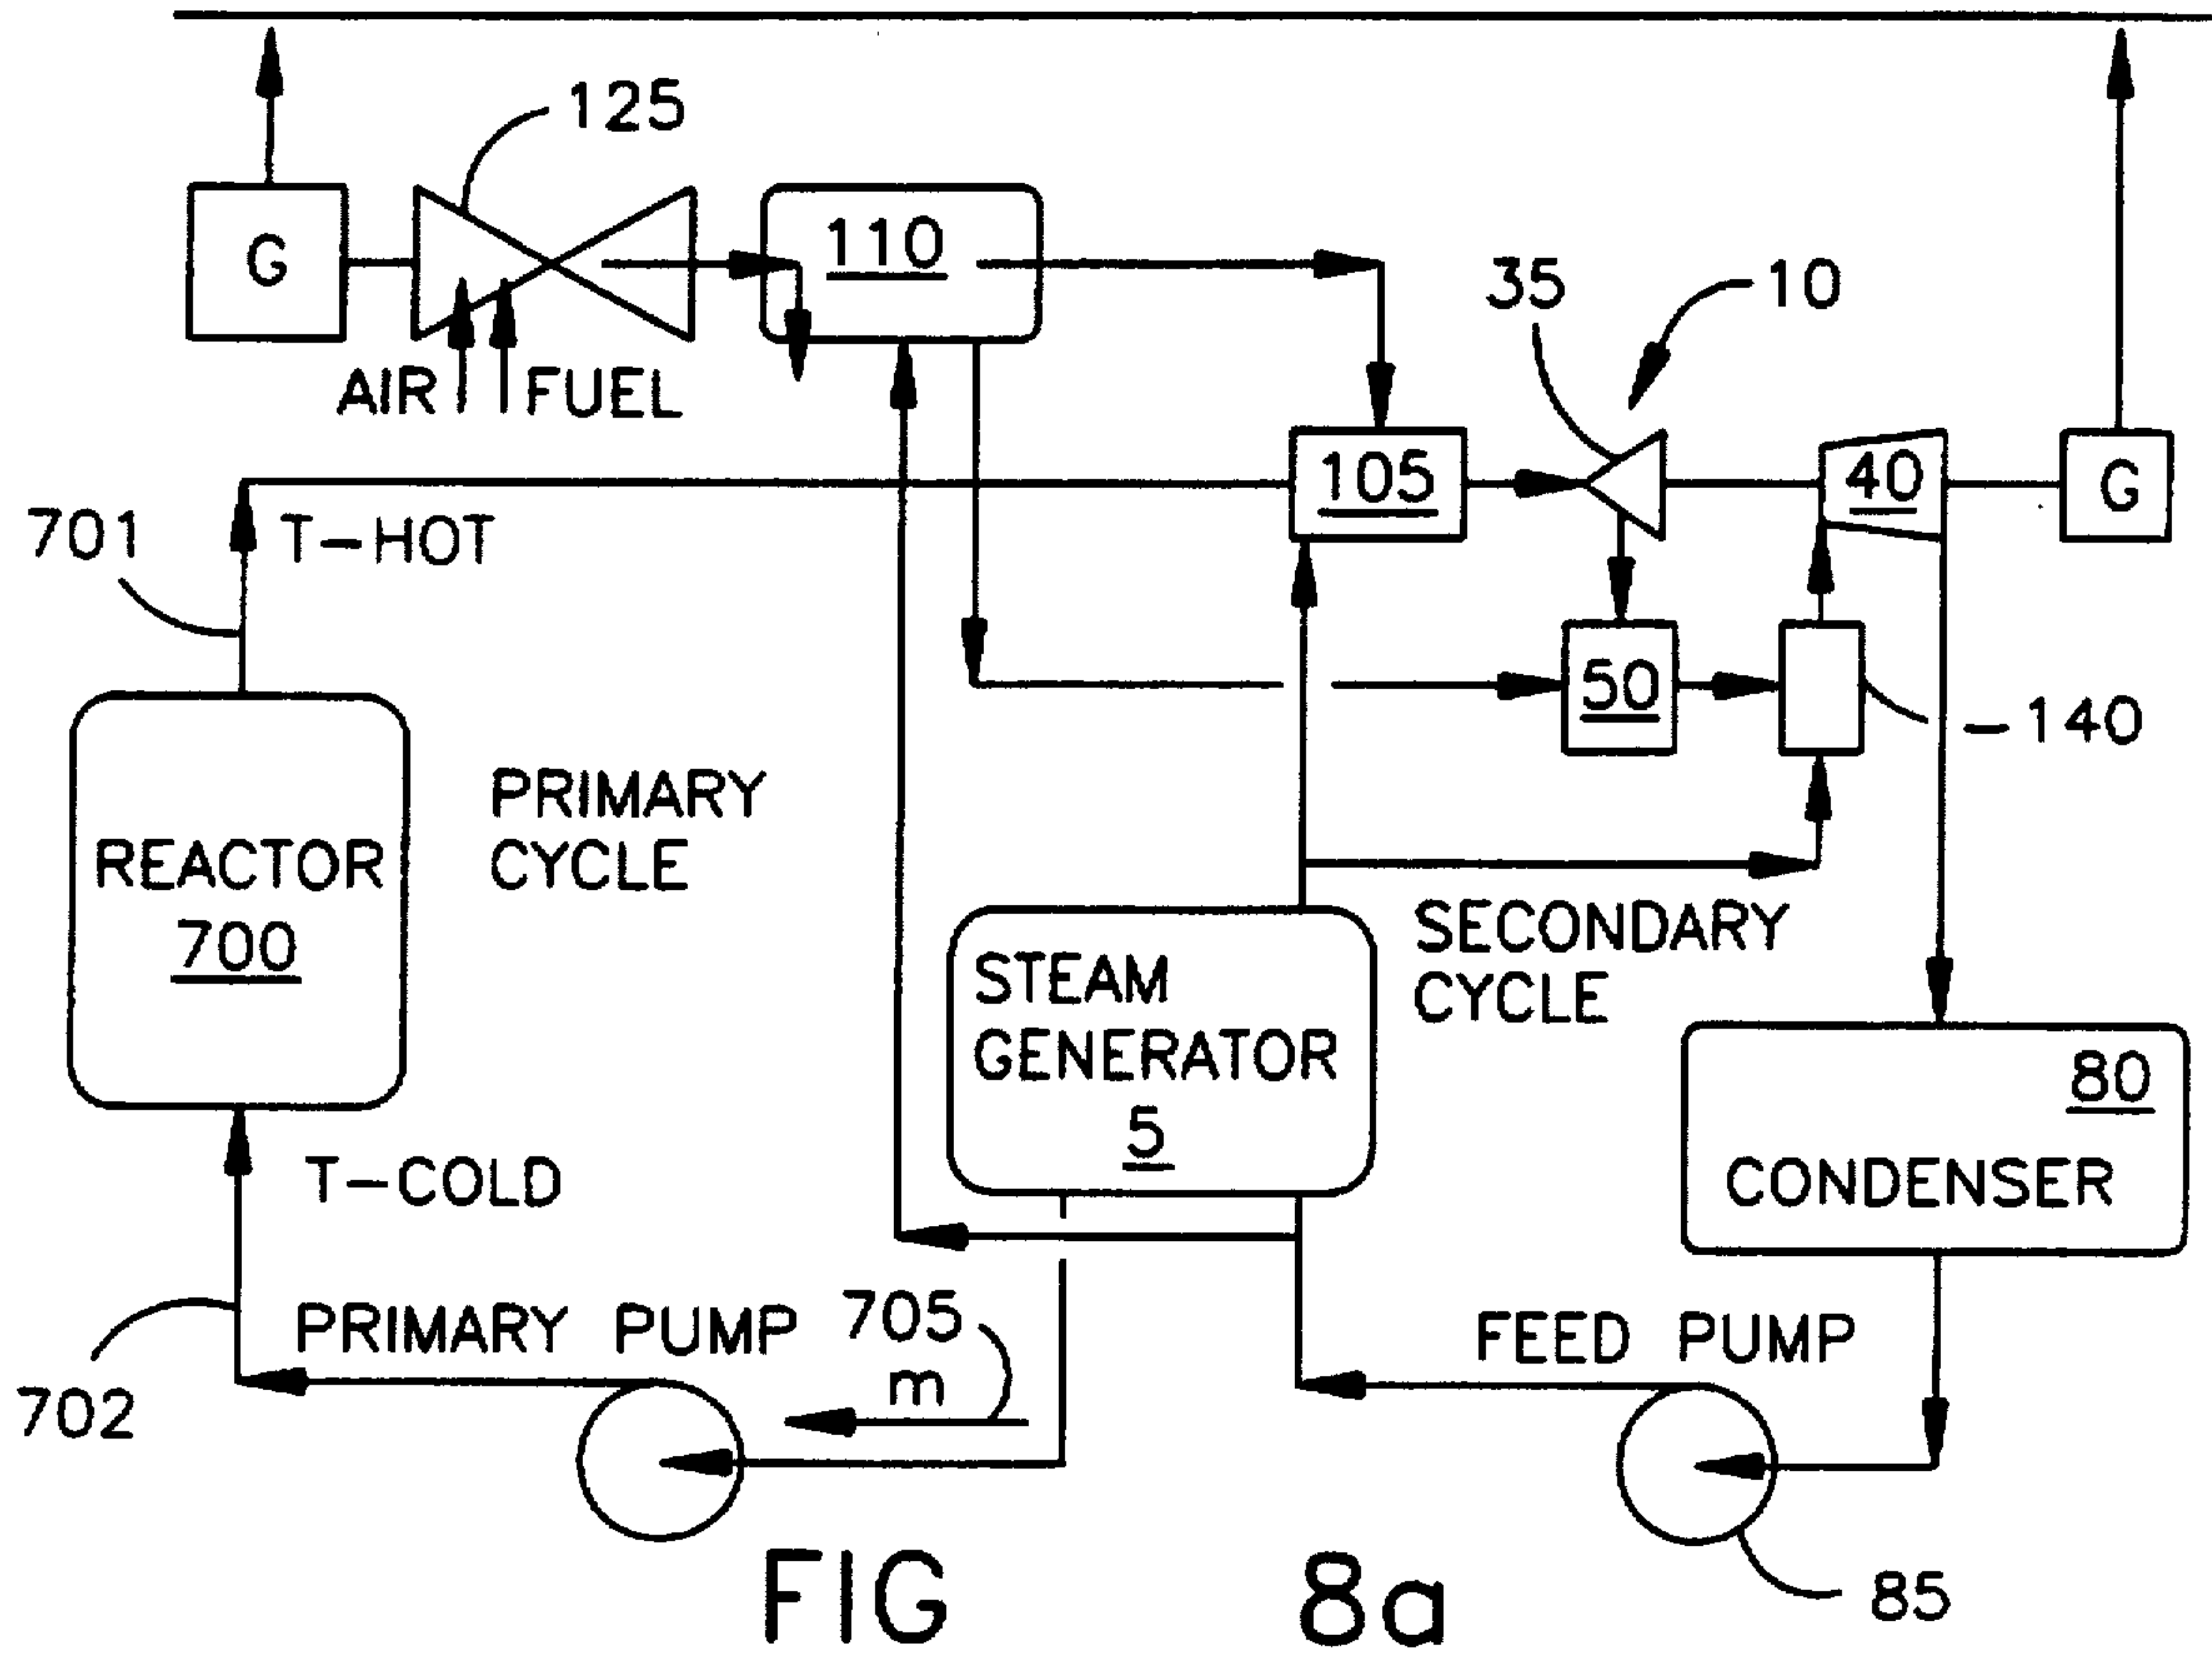 125
G
110
AIR
FUEL
35
10
105
40
G
701
T-HOT
50
-140
PRIMARY
CYCLE
REACTOR
700
SECONDARY
CYCLE
STEAM
GENERATOR
5
80
CONDENSER
T-COLD
PRIMARY PUMP
705
m
FEED PUMP
702
85
FIG 8a